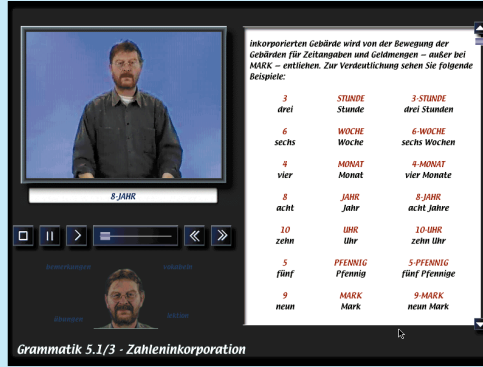 inkorporierten Gebärde wird von der Bewegung der
Gebärden für Zeitangaben und Geldmengen – außer bei
MARK – entliehen. Zur Verdeutlichung sehen Sie folgende
Beispiele:
3 STUNDE 3-STUNDE
drei Stunde drei Stunden
6 WOCHE 6-WOCHE
sechs Woche sechs Wochen
4 MONAT 4-MONAT
vier Monat vier Monate
8 JAHR 8-JAHR
acht Jahr acht Jahre
10 UHR 10-UHR
zehn Uhr zehn Uhr
5 PFENNIG 5-PFENNIG
fünf Pfennig fünf Pfennige
9 MARK 9-MARK
neun Mark neun Mark
8-JAHR
bemerkungen vokabeln
übungen lektion
Grammatik 5.1/3 - Zahleninkorporation